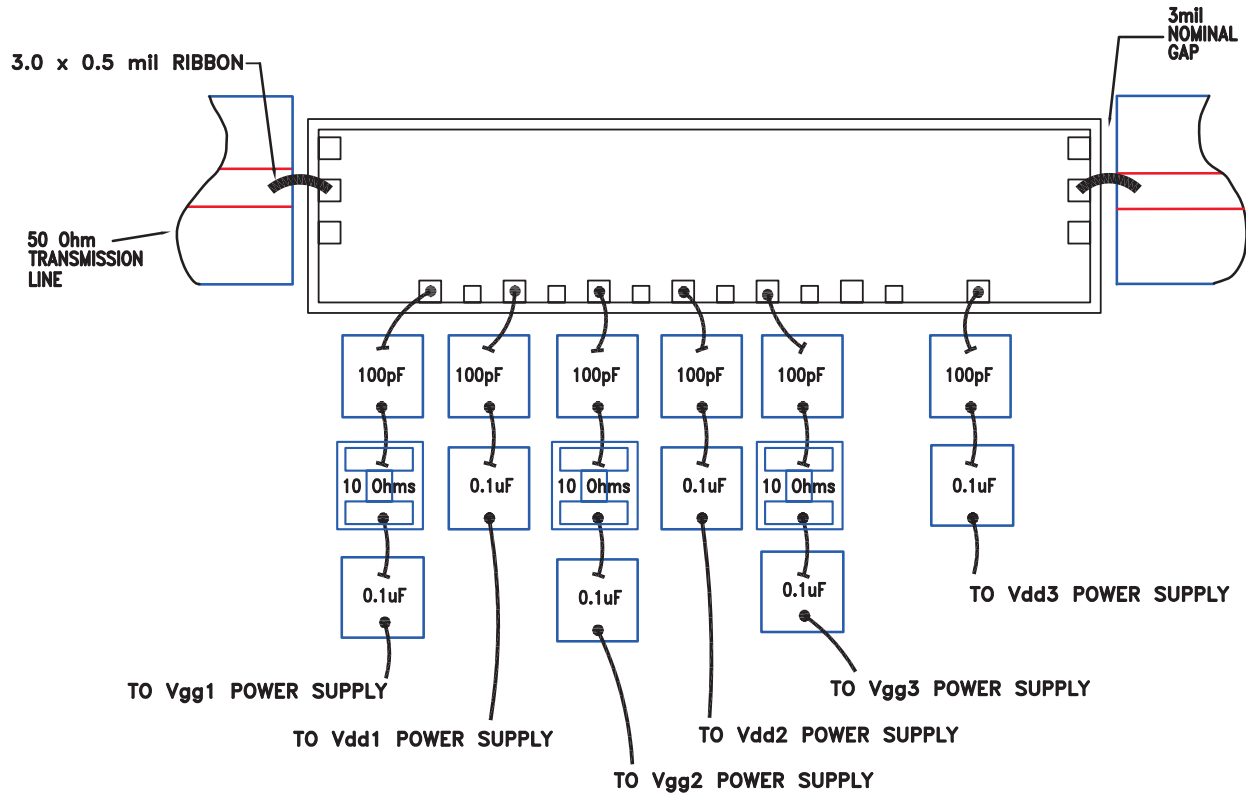 3mil
NOMINAL
GAP
3.0 x 0.5 mil RIBBON
50 Ohm
TRANSMISSION
LINE
100pF
100pF
100pF
100pF
100pF
100pF
10 Ohms
0.1uF
10 Ohms
0.1uF
10 Ohms
0.1uF
0.1uF
0.1uF
0.1uF
TO Vdd3 POWER SUPPLY
TO Vgg1 POWER SUPPLY
TO Vgg3 POWER SUPPLY
TO Vdd1 POWER SUPPLY
TO Vdd2 POWER SUPPLY
TO Vgg2 POWER SUPPLY